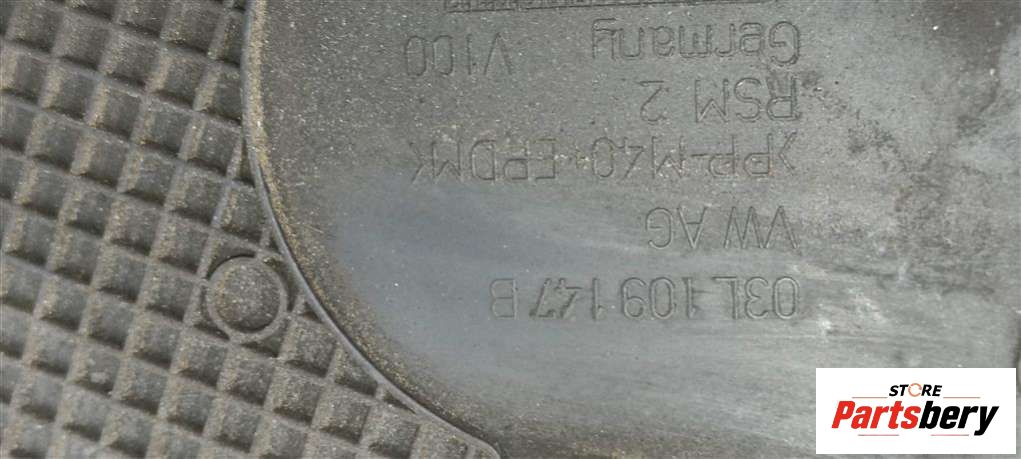 03L 109 147 B
VW AG
>PP-M40+EPDM<
RSM 2
Germany V100
STORE
Partsbery